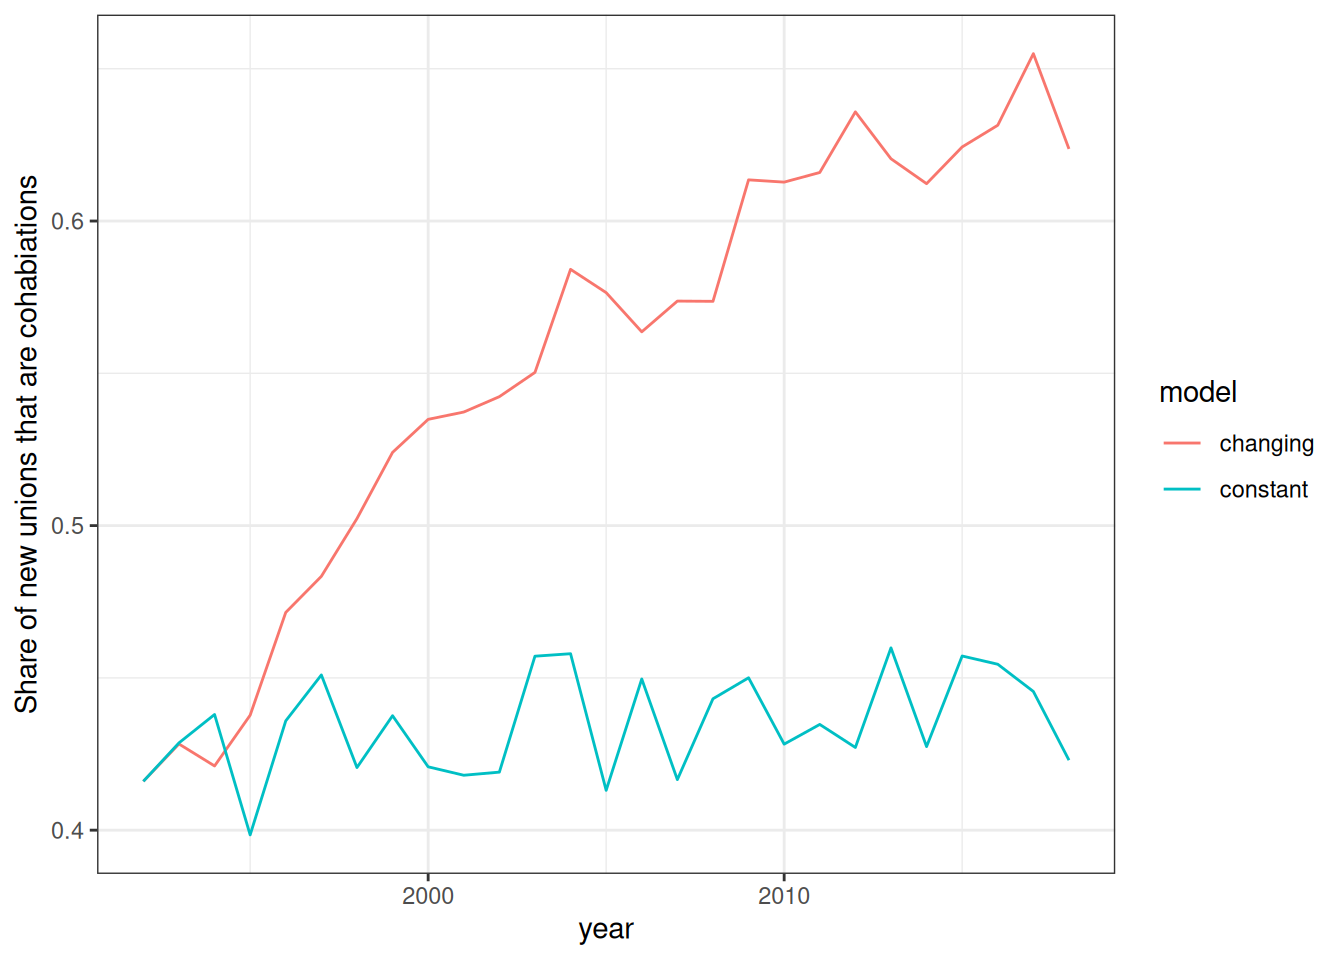 Share of new unions that are cohabiations
0.6
0.5
0.4
2000
2010
year
model
changing
constant